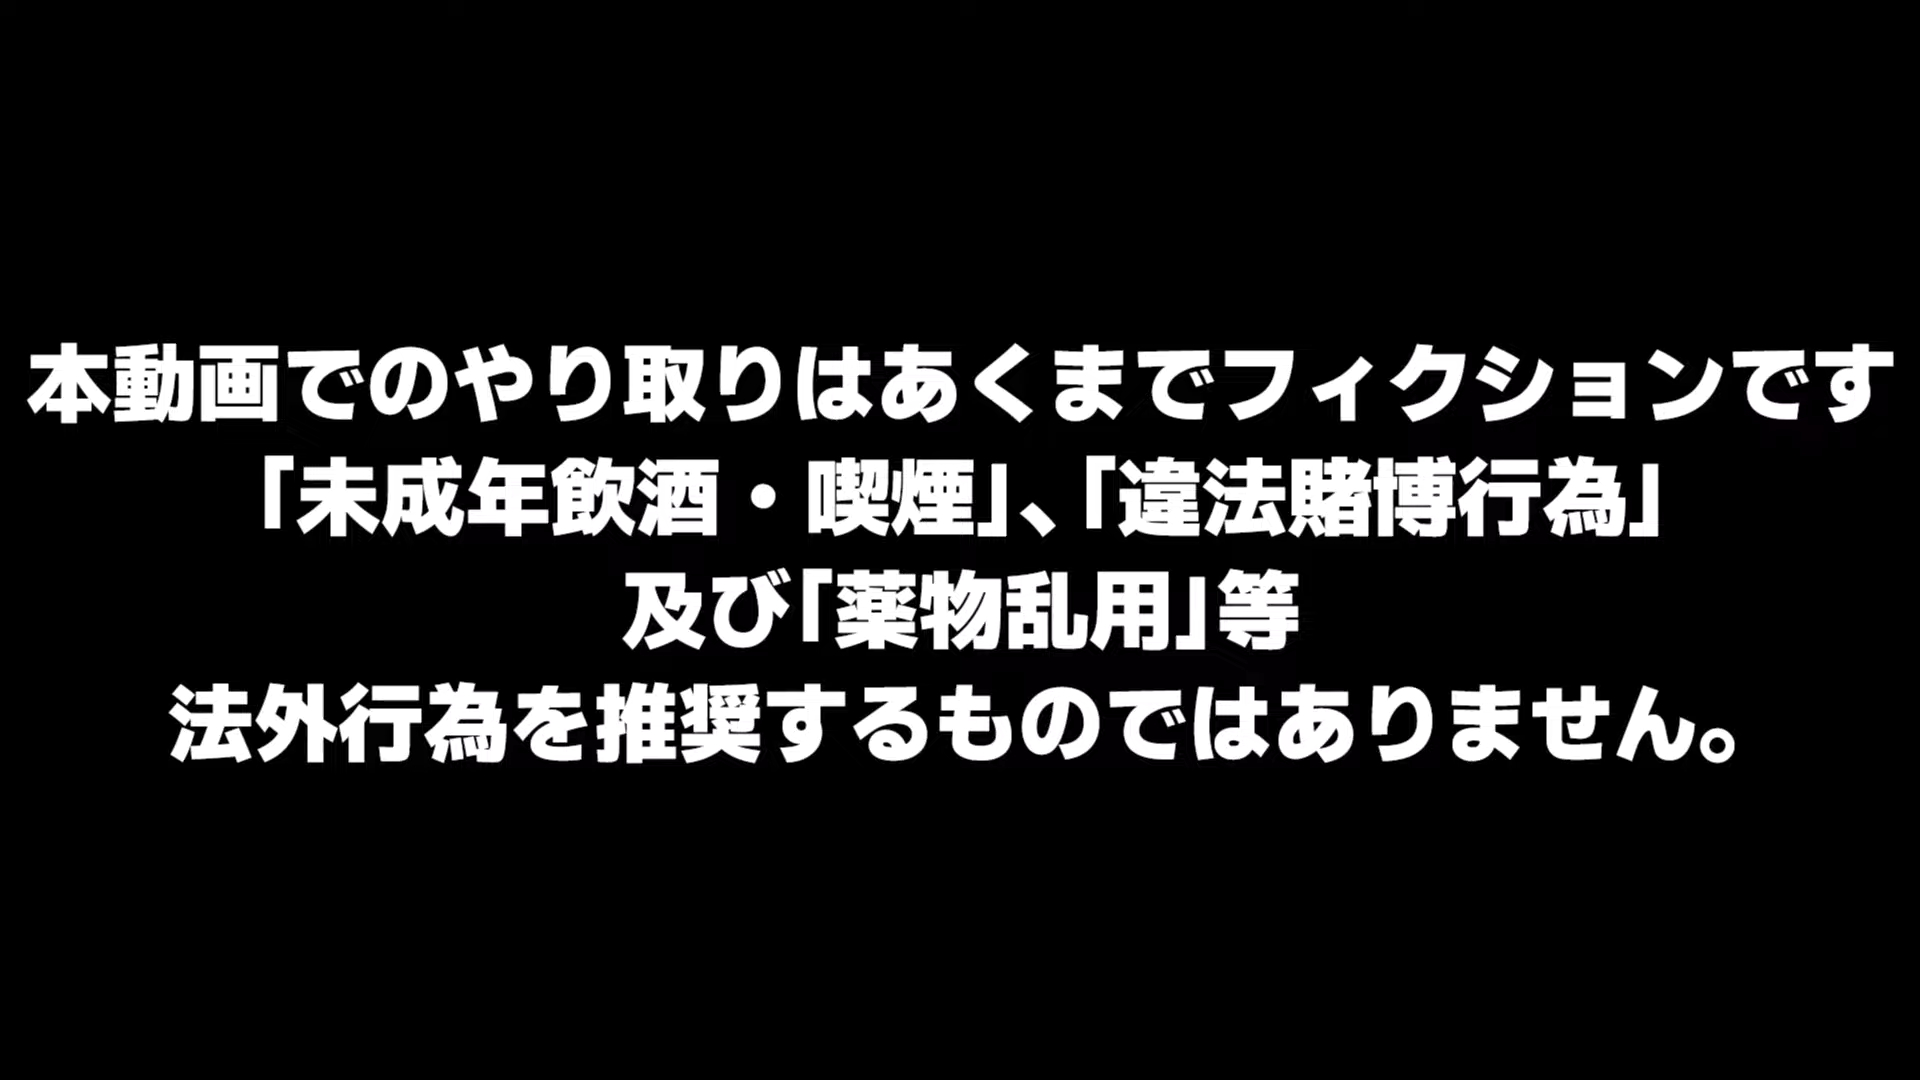 本動画でのやり取りはあくまでフィクションです
「未成年飲酒・喫煙」、「違法賭博行為」
及び「薬物乱用」等
法外行為を推奨するものではありません。